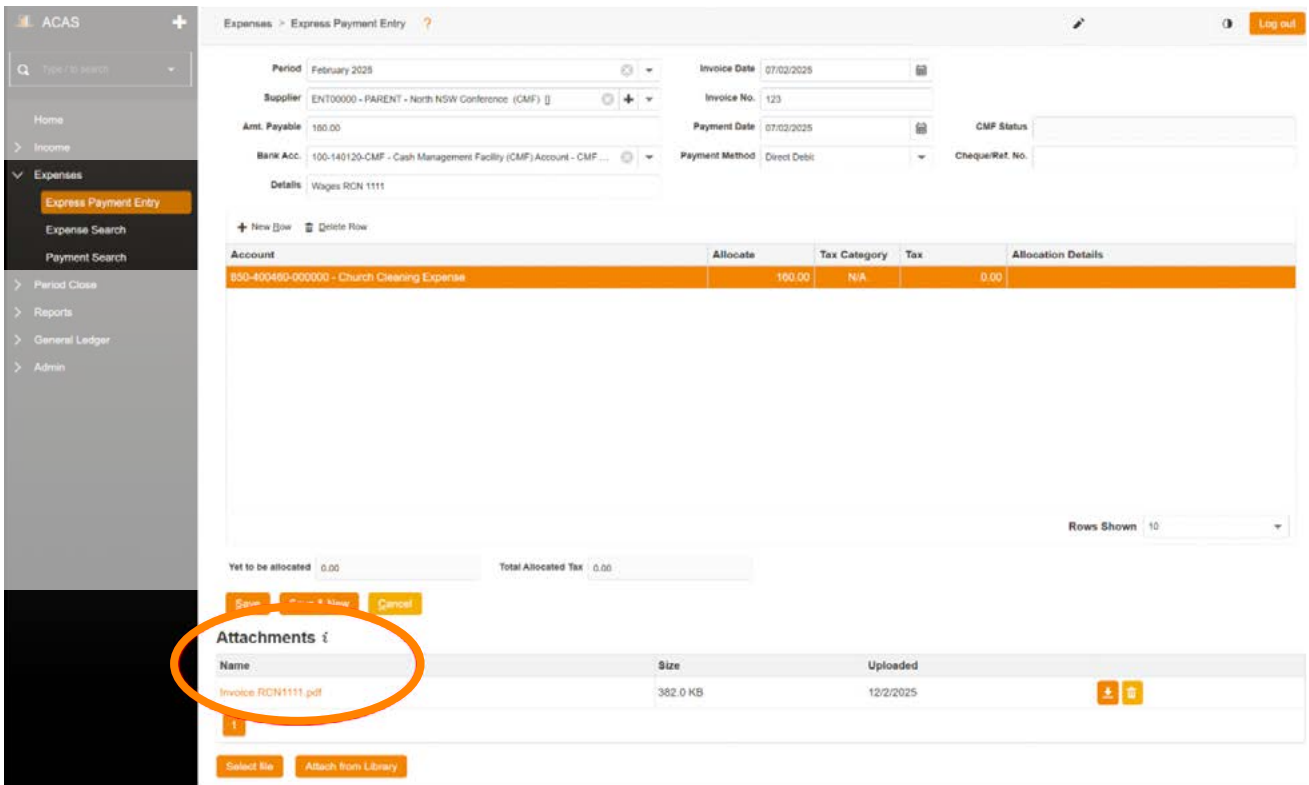 ACAS
Expenses > Express Payment Entry ?
Log out
Type / to search
Home
Income
Expenses
Express Payment Entry
Expense Search
Payment Search
Period Close
Reports
General Ledger
Admin
Period February 2025
Invoice Date 07/02/2025
Supplier ENT00000 - PARENT - North NSW Conference (CMF) []
Invoice No. 123
Amt. Payable 160.00
Payment Date 07/02/2025
CMF Status
Bank Acc. 100-140120-CMF - Cash Management Facility (CMF) Account - CMF ...
Payment Method Direct Debit
Cheque/Ref. No.
Details Wages RCN 1111
New Row Delete Row
Account Allocate Tax Category Tax Allocation Details
850-400460-000000 - Church Cleaning Expense 160.00 N/A 0.00
Rows Shown 10
Yet to be allocated 0.00 Total Allocated Tax 0.00
Save Save & New Cancel
Attachments i
Name Size Uploaded
Invoice RCN1111.pdf 382.0 KB 12/2/2025
1
Select file Attach from Library